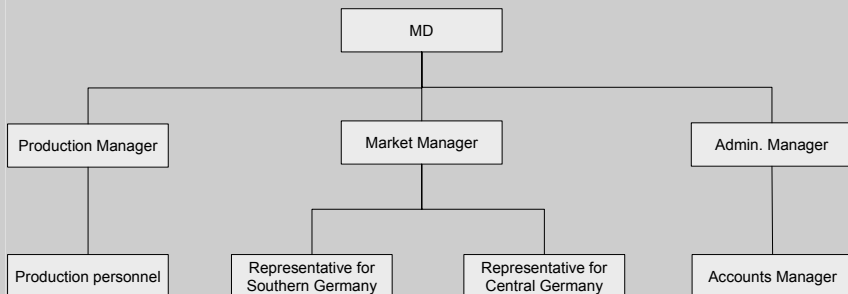 MD
Production Manager
Market Manager
Admin. Manager
Production personnel
Representative for
Southern Germany
Representative for
Central Germany
Accounts Manager